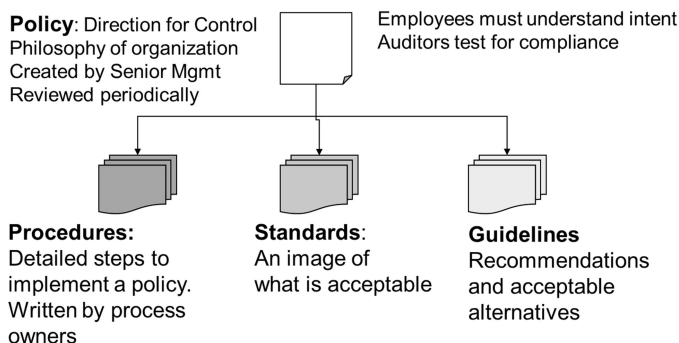 Policy: Direction for Control
Philosophy of organization
Created by Senior Mgmt
Reviewed periodically
Employees must understand intent
Auditors test for compliance
Procedures:
Detailed steps to
implement a policy.
Written by process
owners
Standards:
An image of
what is acceptable
Guidelines
Recommendations
and acceptable
alternatives